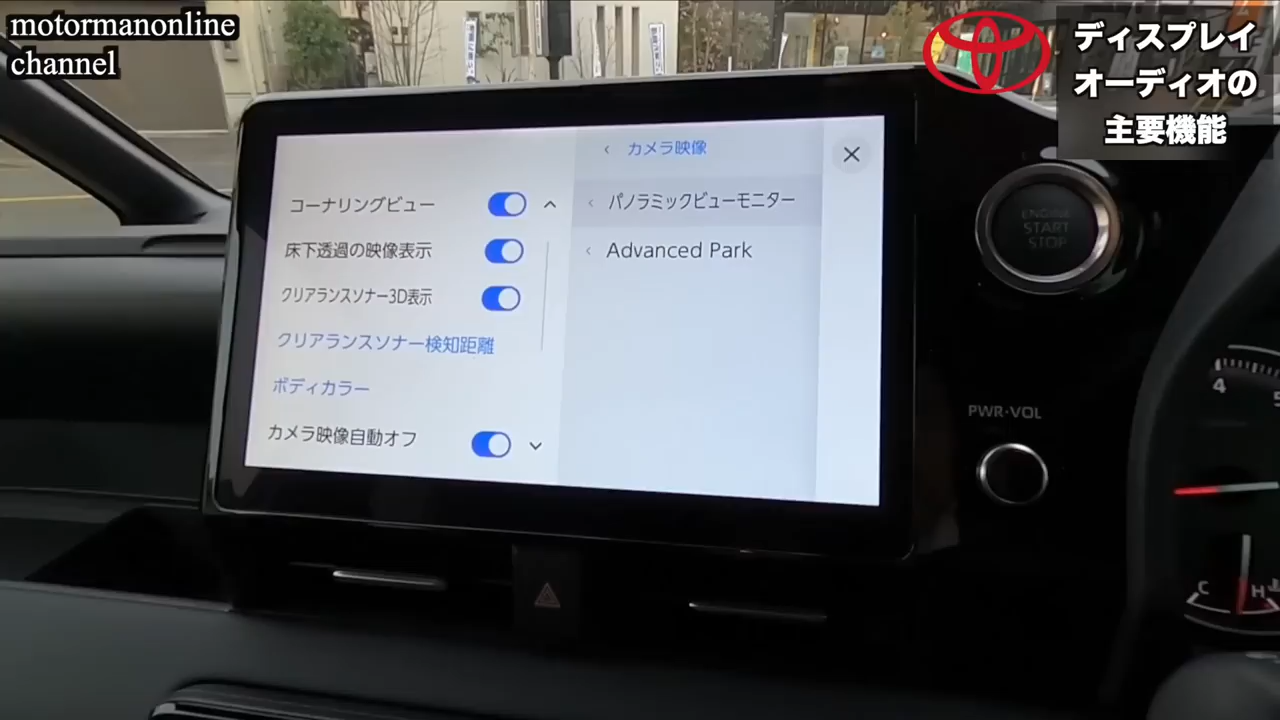 motormanonline
channel
ディスプレイ
オーディオの
主要機能
カメラ映像
コーナリングビュー
パノラミックビューモニター
床下透過の映像表示
Advanced Park
クリアランスソナー3D表示
クリアランスソナー検知距離
ボディカラー
カメラ映像自動オフ
ENGINE
START
STOP
PWR·VOL
4
C
H